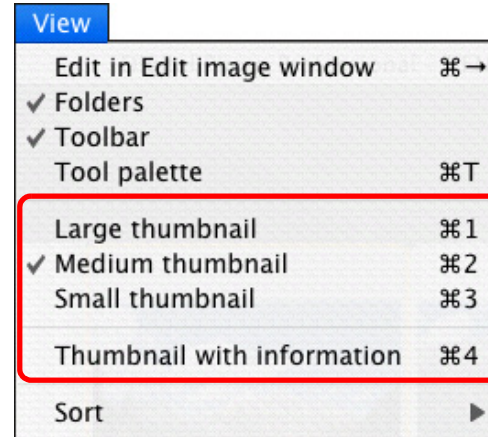 View
Edit in Edit image window ⌘→
✓ Folders
✓ Toolbar
Tool palette ⌘T
Large thumbnail ⌘1
✓ Medium thumbnail ⌘2
Small thumbnail ⌘3
Thumbnail with information ⌘4
Sort ▶